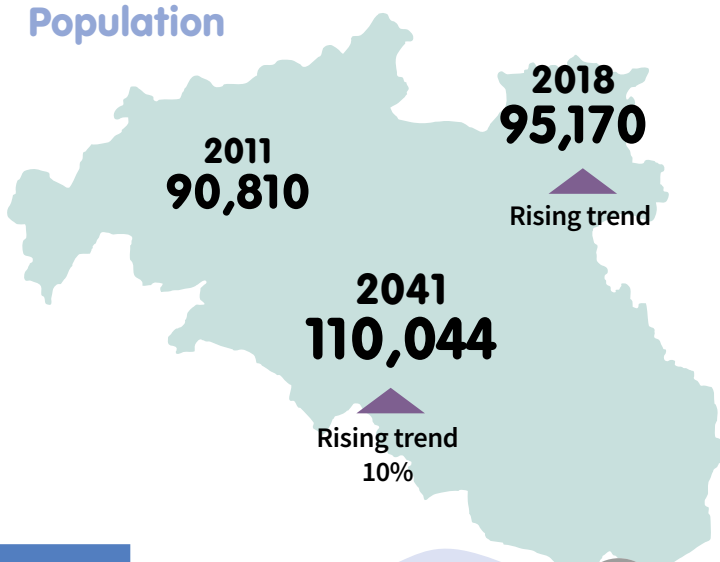 Population
2011
90,810
2018
95,170
Rising trend
2041
110,044
Rising trend
10%